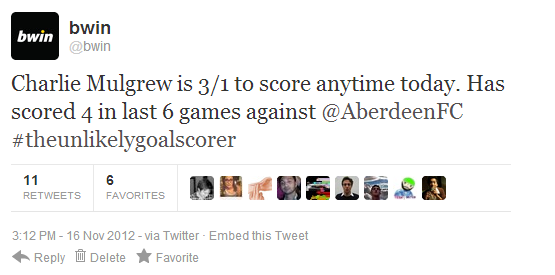 bwin
bwin
@bwin
Charlie Mulgrew is 3/1 to score anytime today. Has
scored 4 in last 6 games against @AberdeenFC
#theunlikelygoalscorer
11
RETWEETS
6
FAVORITES
3:12 PM - 16 Nov 2012 - via Twitter · Embed this Tweet
Reply Delete Favorite